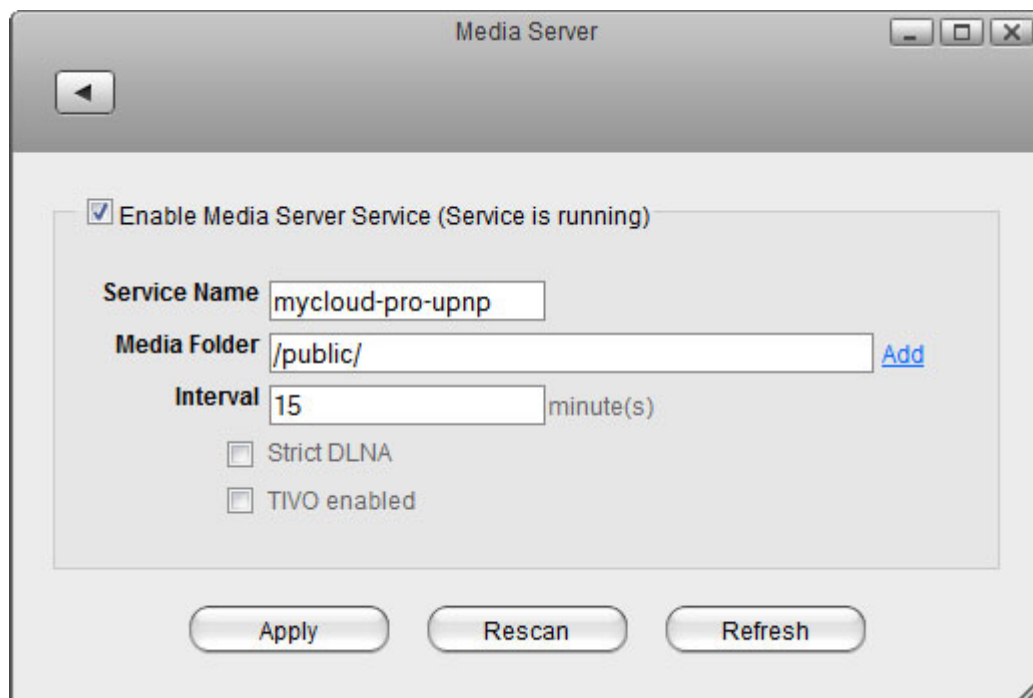 Media Server
Enable Media Server Service (Service is running)
Service Name mycloud-pro-upnp
Media Folder /public/ Add
Interval 15 minute(s)
Strict DLNA
TIVO enabled
Apply Rescan Refresh